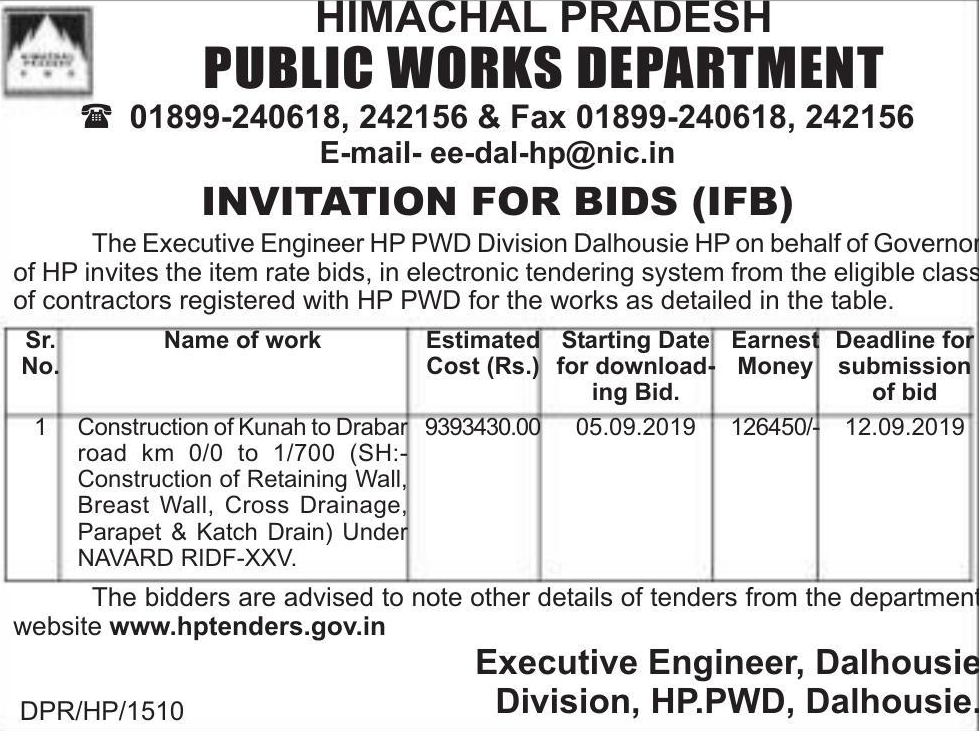 HIMACHAL PRADESH
HIMACHAL PRADESH
PUBLIC WORKS DEPARTMENT
☎ 01899-240618, 242156 & Fax 01899-240618, 242156
E-mail- ee-dal-hp@nic.in
INVITATION FOR BIDS (IFB)
The Executive Engineer HP PWD Division Dalhousie HP on behalf of Governor
of HP invites the item rate bids, in electronic tendering system from the eligible class
of contractors registered with HP PWD for the works as detailed in the table.
Sr. No. Name of work Estimated Cost (Rs.) Starting Date for download- ing Bid. Earnest Money Deadline for submission of bid
1 Construction of Kunah to Drabar 9393430.00 05.09.2019 126450/- 12.09.2019
road km 0/0 to 1/700 (SH:-
Construction of Retaining Wall,
Breast Wall, Cross Drainage,
Parapet & Katch Drain) Under
NAVARD RIDF-XXV.
The bidders are advised to note other details of tenders from the department
website www.hptenders.gov.in
Executive Engineer, Dalhousie
Division, HP.PWD, Dalhousie.
DPR/HP/1510